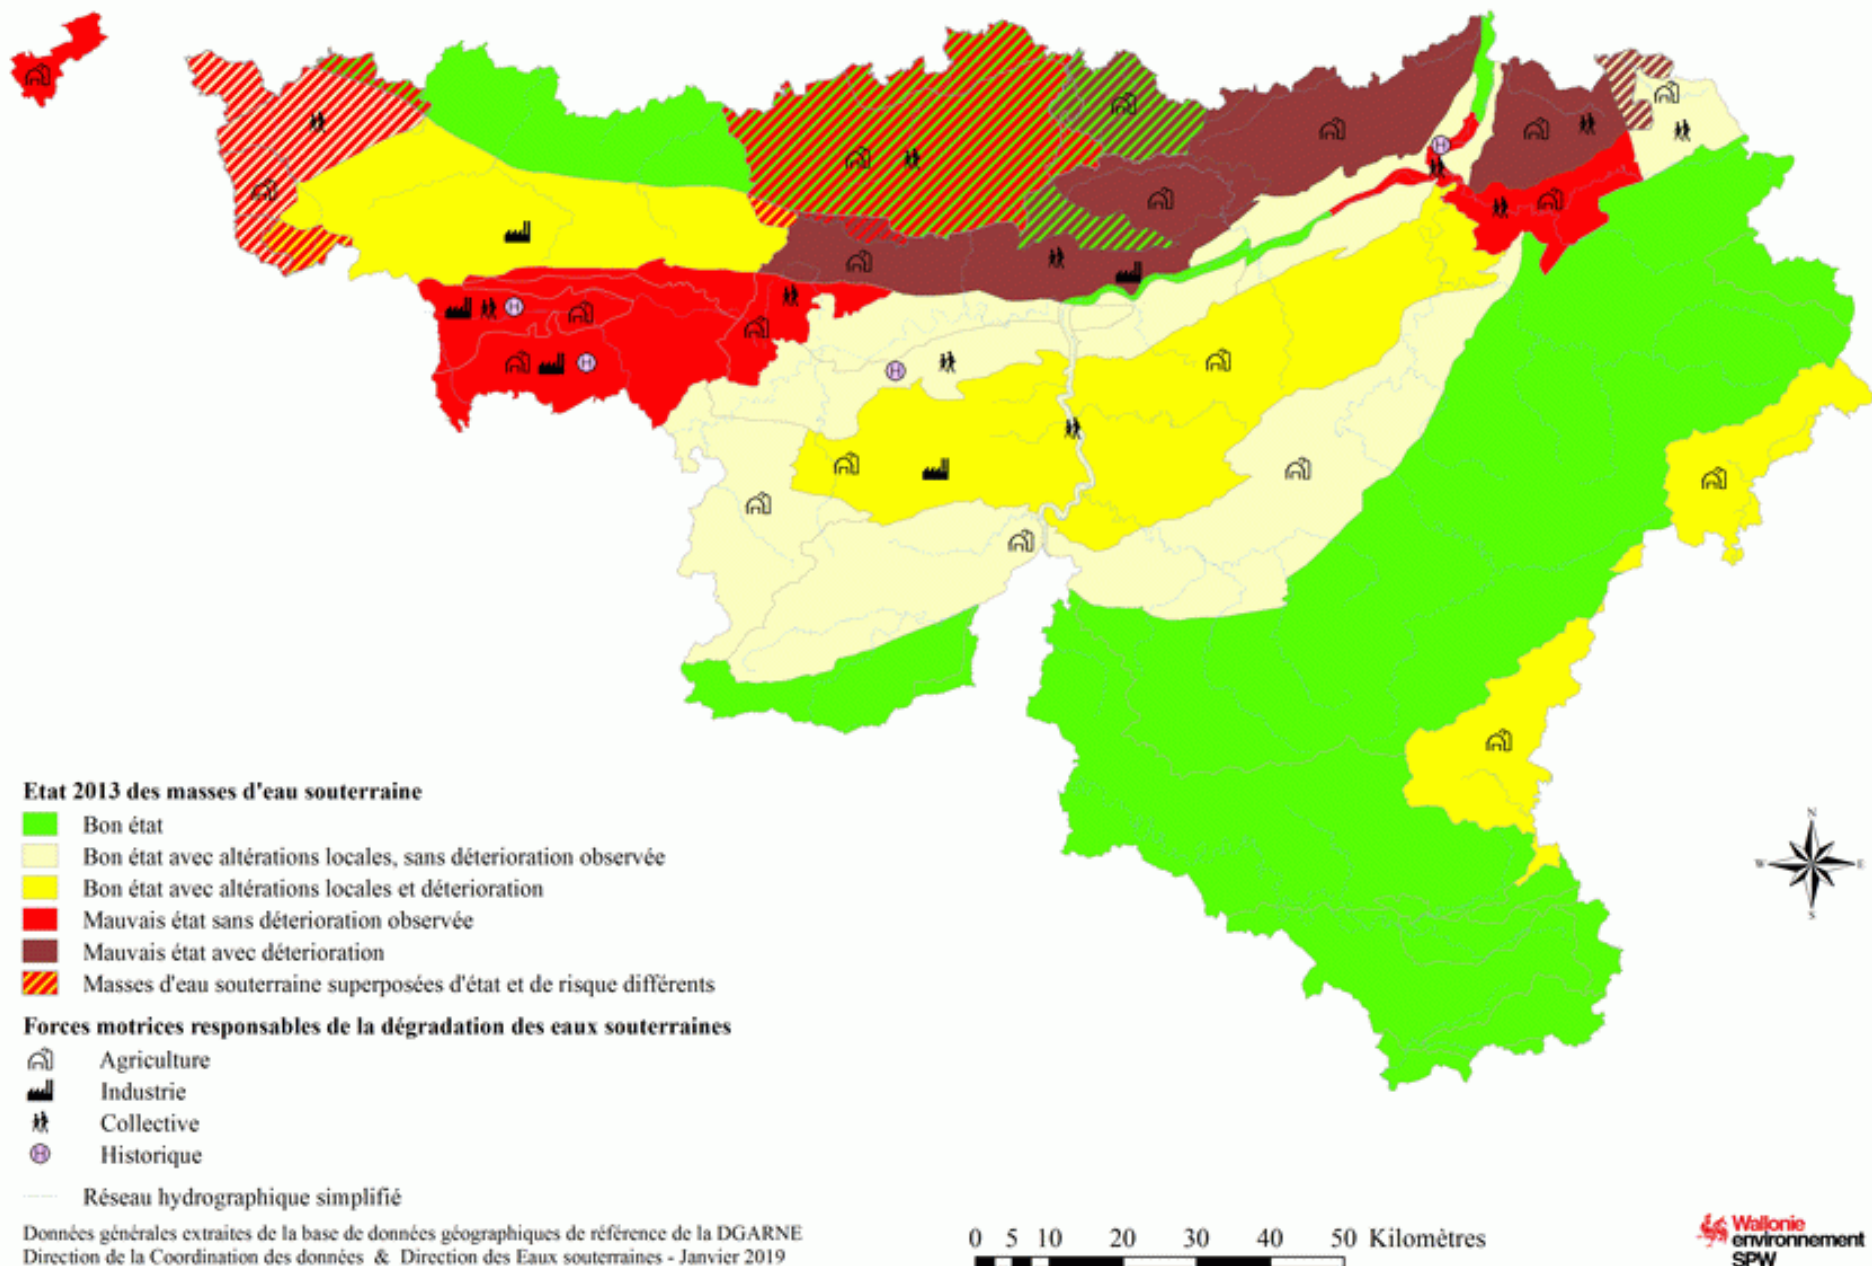 Etat 2013 des masses d'eau souterraine
Bon état
Bon état avec altérations locales, sans déterioration observée
Bon état avec altérations locales et déterioration
Mauvais état sans déterioration observée
Mauvais état avec déterioration
Masses d'eau souterraine superposées d'état et de risque différents
Forces motrices responsables de la dégradation des eaux souterraines
Agriculture
Industrie
Collective
H Historique
Réseau hydrographique simplifié
Données générales extraites de la base de données géographiques de référence de la DGARNE
Direction de la Coordination des données & Direction des Eaux souterraines - Janvier 2019
0 5 10 20 30 40 50 Kilomètres
N
W E
S
Wallonie
environnement
SPW
H
H
H
H